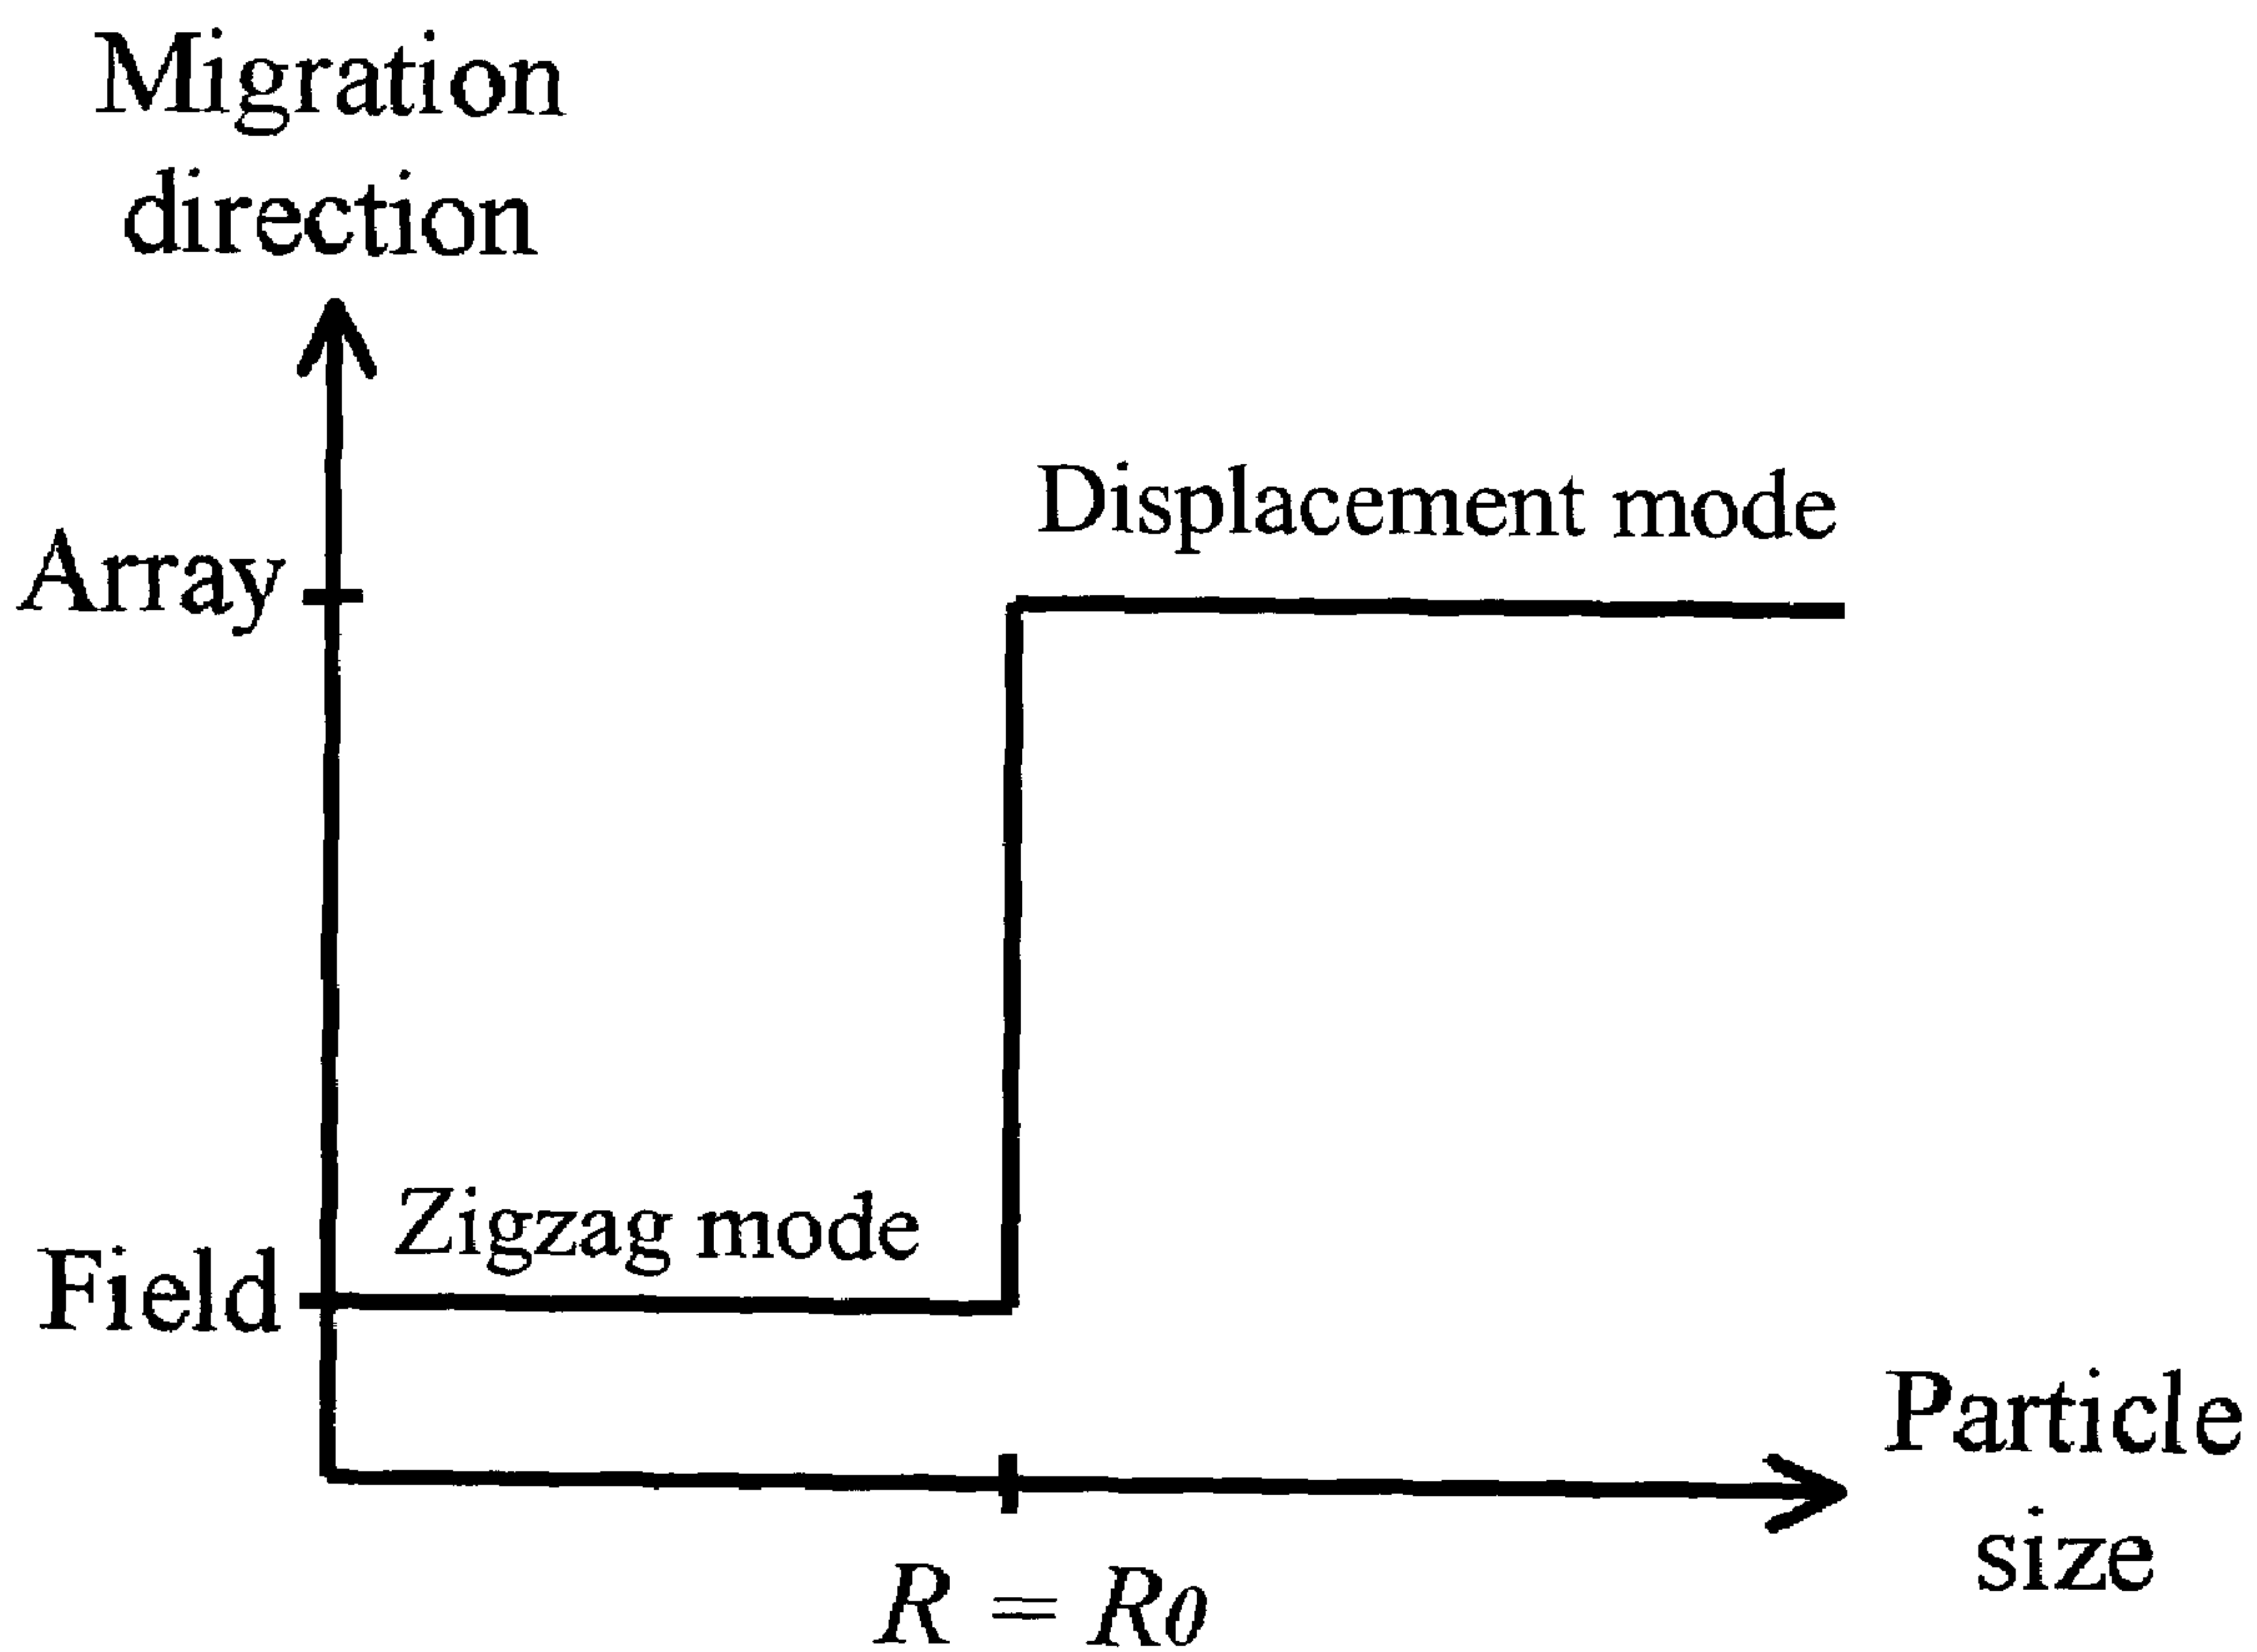 Migration
direction
Displacement mode
Array
Zigzag mode
Field
Particle
size
R = R0